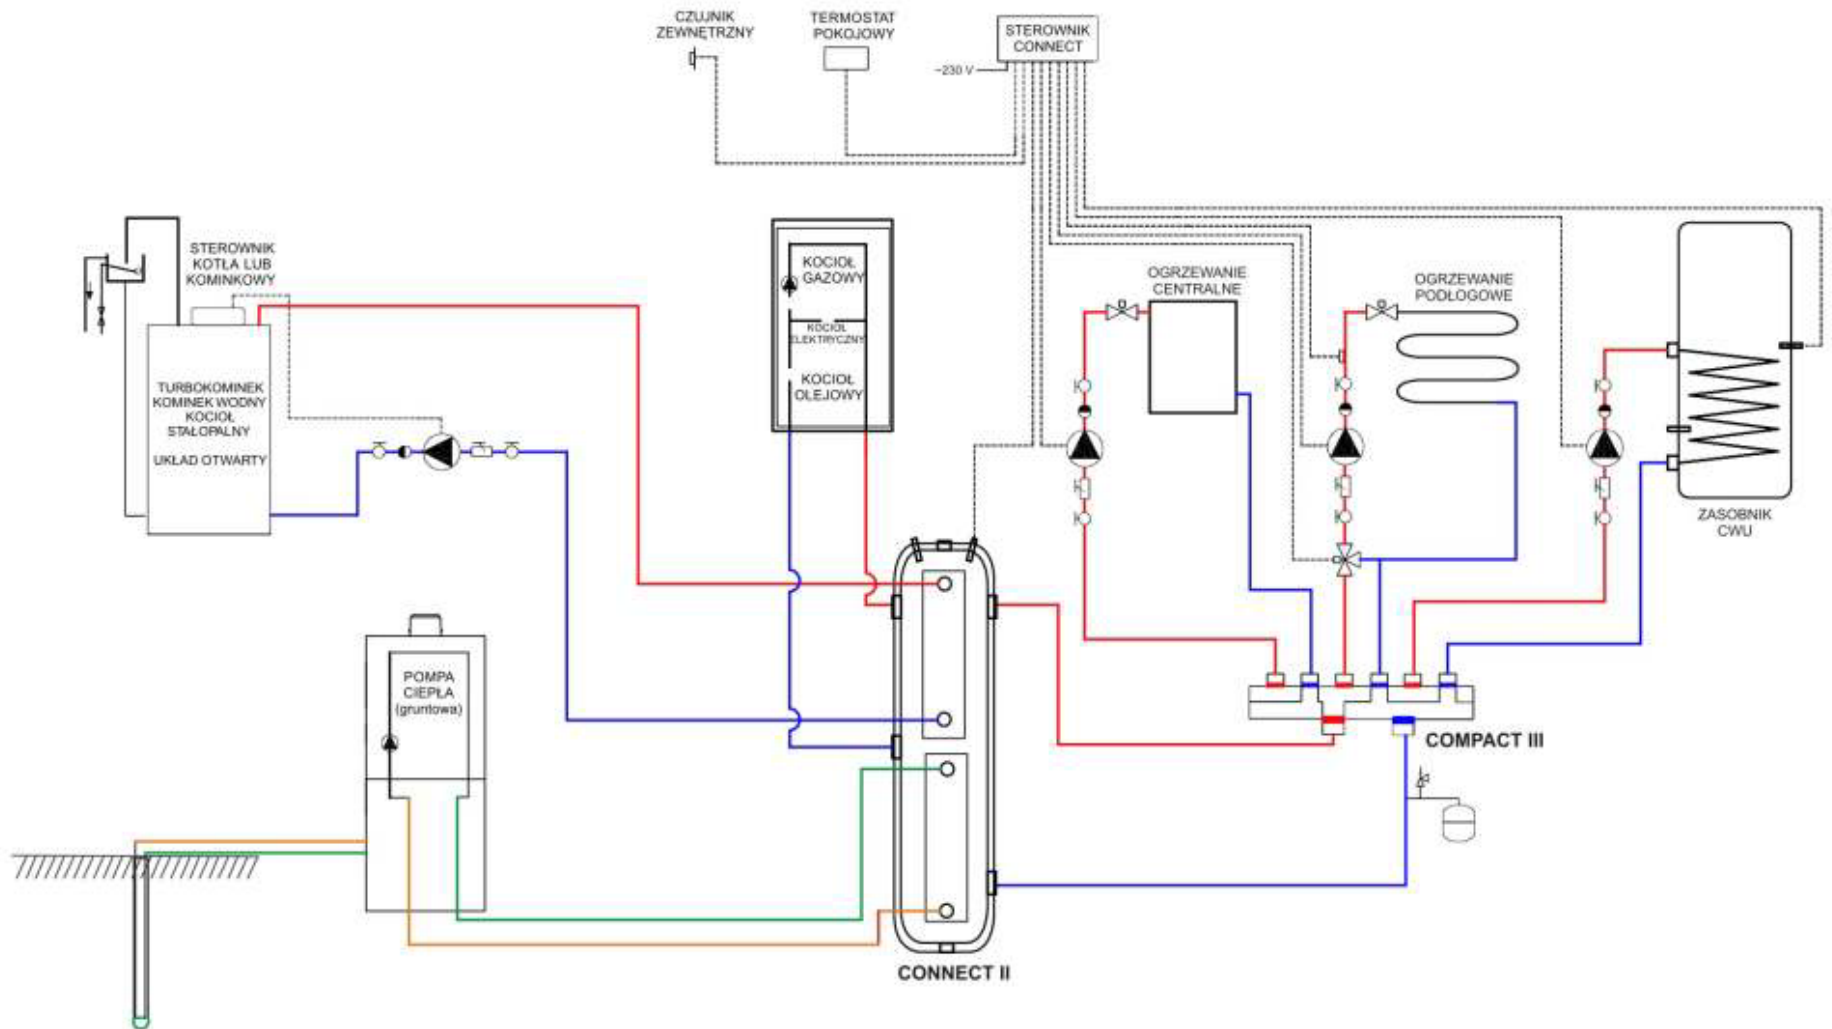 CZUJNIK
ZEWNĘTRZNY
TERMOSTAT
POKOJOWY
STEROWNIK
CONNECT
~230 V
STEROWNIK
KOTŁA LUB
KOMINKOWY
TURBOKOMINEK
KOMINEK WODNY
KOCIOŁ
STAŁOPALNY
UKŁAD OTWARTY
KOCIOŁ
GAZOWY
KOCIOŁ
ELEKTRYCZNY
KOCIOŁ
OLEJOWY
OGRZEWANIE
CENTRALNE
OGRZEWANIE
PODŁOGOWE
ZASOBNIK
CWU
POMPA
CIEPŁA
(gruntowa)
COMPACT III
CONNECT II